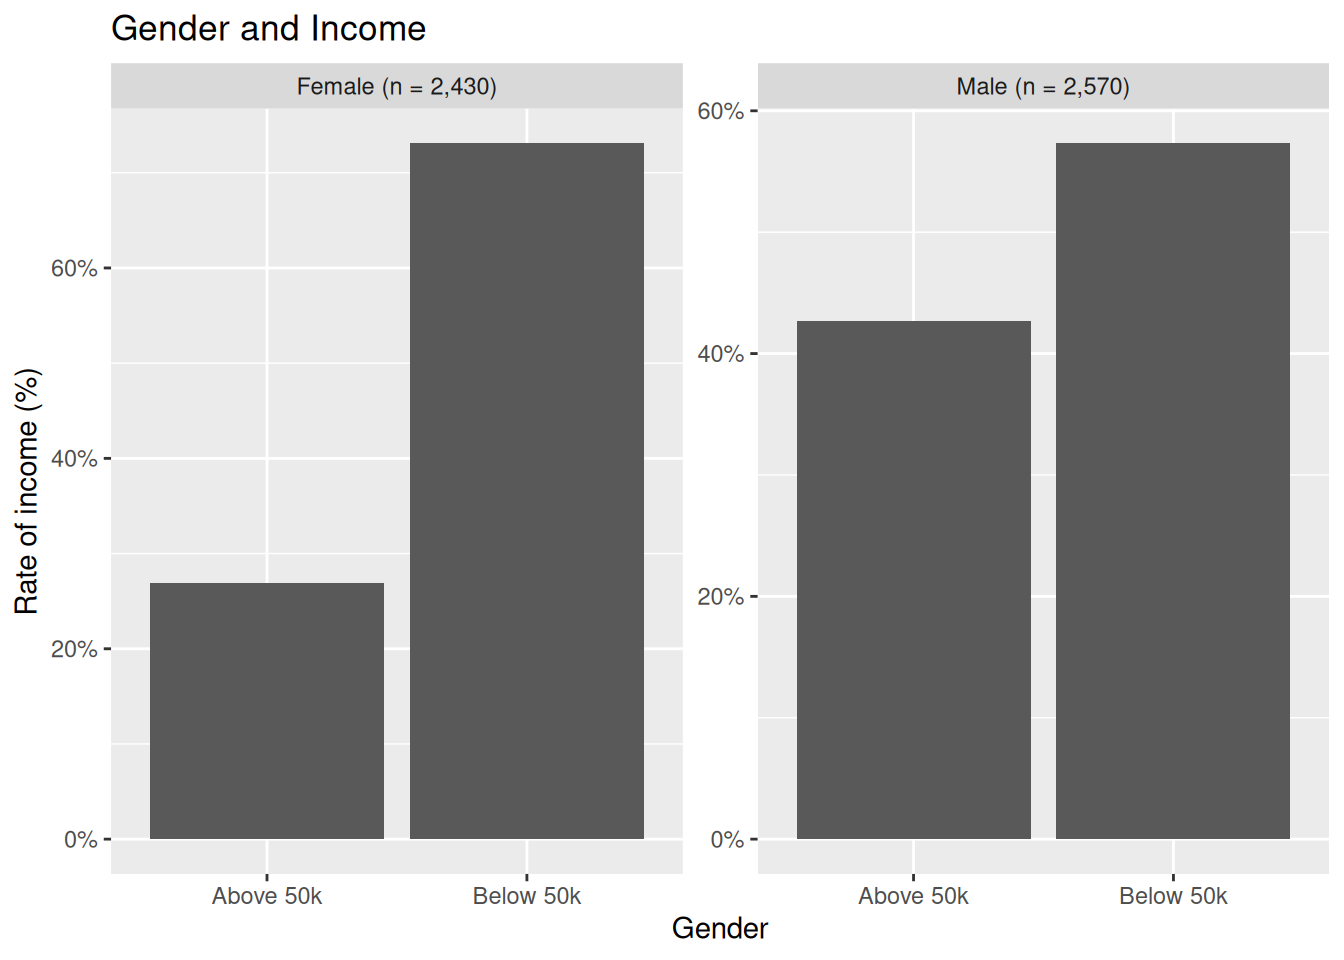 Gender and Income
Female (n = 2,430)
Male (n = 2,570)
Rate of income (%)
60%
40%
20%
0%
60%
40%
20%
0%
Above 50k
Below 50k
Above 50k
Below 50k
Gender